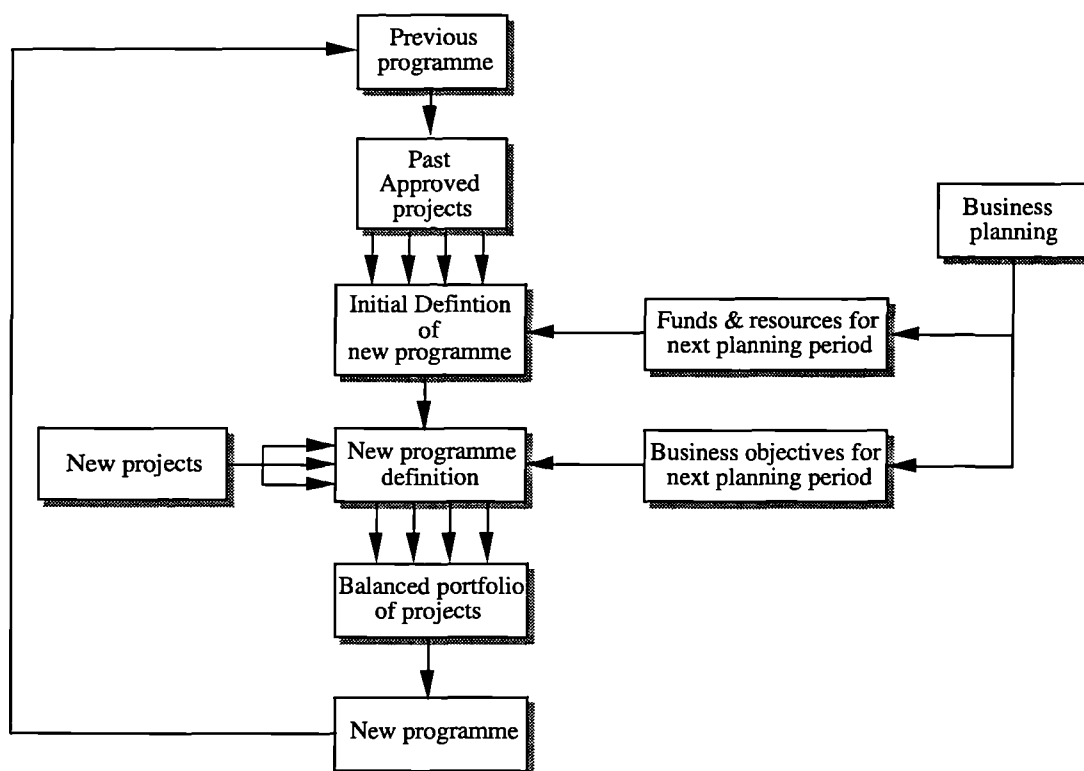 Previous
programme
Past
Approved
projects
Business
planning
Initial Defintion
of
new programme
Funds & resources for
next planning period
New projects
New programme
definition
Business objectives for
next planning period
Balanced portfolio
of projects
New programme